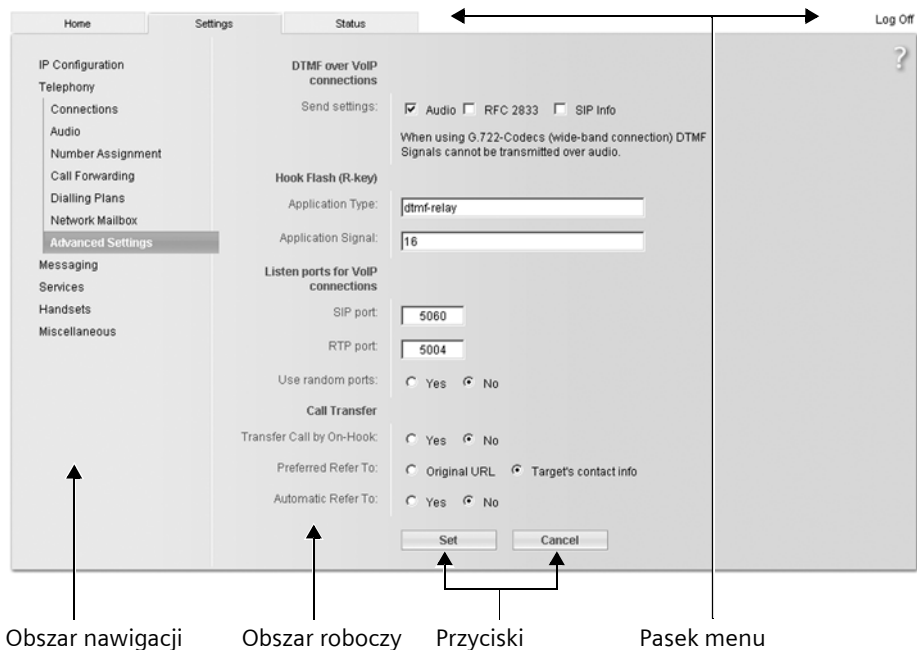 Home Settings Status Log Off
?
IP Configuration
Telephony
Connections
Audio
Number Assignment
Call Forwarding
Dialling Plans
Network Mailbox
Advanced Settings
Messaging
Services
Handsets
Miscellaneous
DTMF over VoIP
connections
Send settings: Audio RFC 2833 SIP Info
When using G.722-Codecs (wide-band connection) DTMF
Signals cannot be transmitted over audio.
Hook Flash (R-key)
Application Type: dtmf-relay
Application Signal: 16
Listen ports for VoIP
connections
SIP port: 5060
RTP port: 5004
Use random ports: Yes No
Call Transfer
Transfer Call by On-Hook: Yes No
Preferred Refer To: Original URL Target's contact info
Automatic Refer To: Yes No
Set Cancel
Obszar nawigacji Obszar roboczy Przyciski Pasek menu